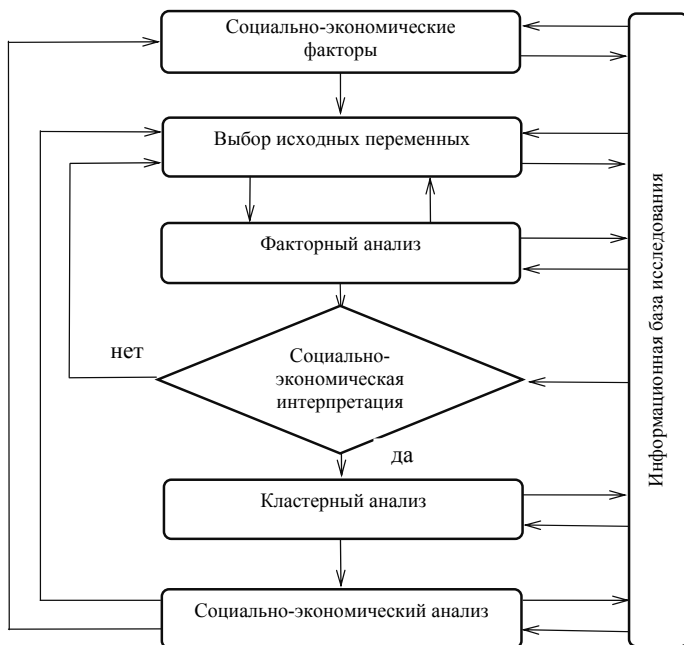 Социально-экономические
факторы
Выбор исходных переменных
Факторный анализ
нет
Социально-
экономическая
интерпретация
да
Кластерный анализ
Социально-экономический анализ
Информационная база исследования